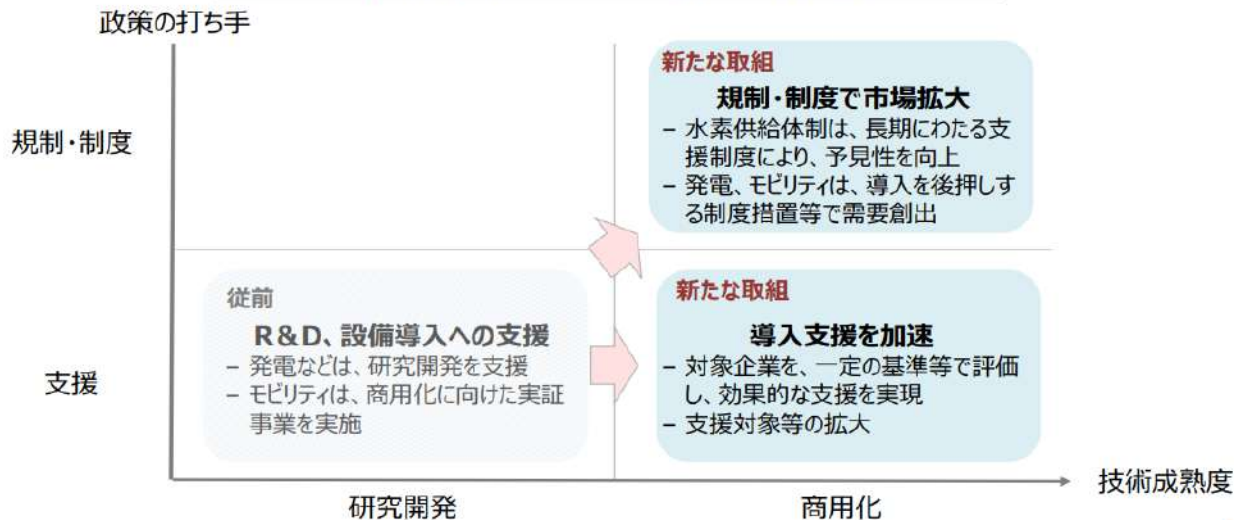 政策の打ち手
規制・制度
新たな取組
規制・制度で市場拡大
– 水素供給体制は、長期にわたる支
援制度により、予見性を向上
– 発電、モビリティは、導入を後押しす
る制度措置等で需要創出
支援
従前
R&D、設備導入への支援
– 発電などは、研究開発を支援
– モビリティは、商用化に向けた実証
事業を実施
新たな取組
導入支援を加速
– 対象企業を、一定の基準等で評価
し、効果的な支援を実現
– 支援対象等の拡大
研究開発
商用化
技術成熟度